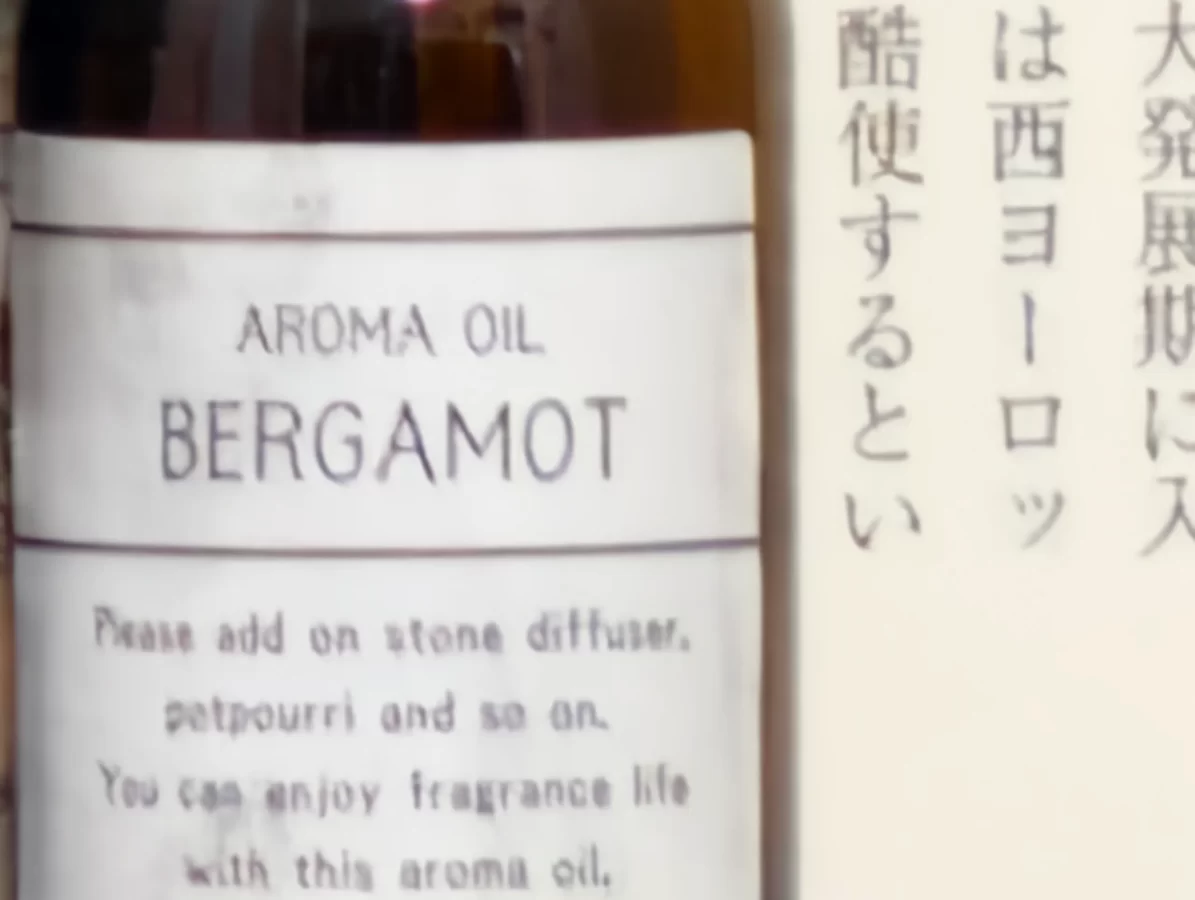 AROMA OIL
BERGAMOT
Please add on stone diffuser,
potpourri and so on.
You can enjoy fragrance life
with this aroma oil.
大発展期に入
は西ヨーロッ
酷使するとい